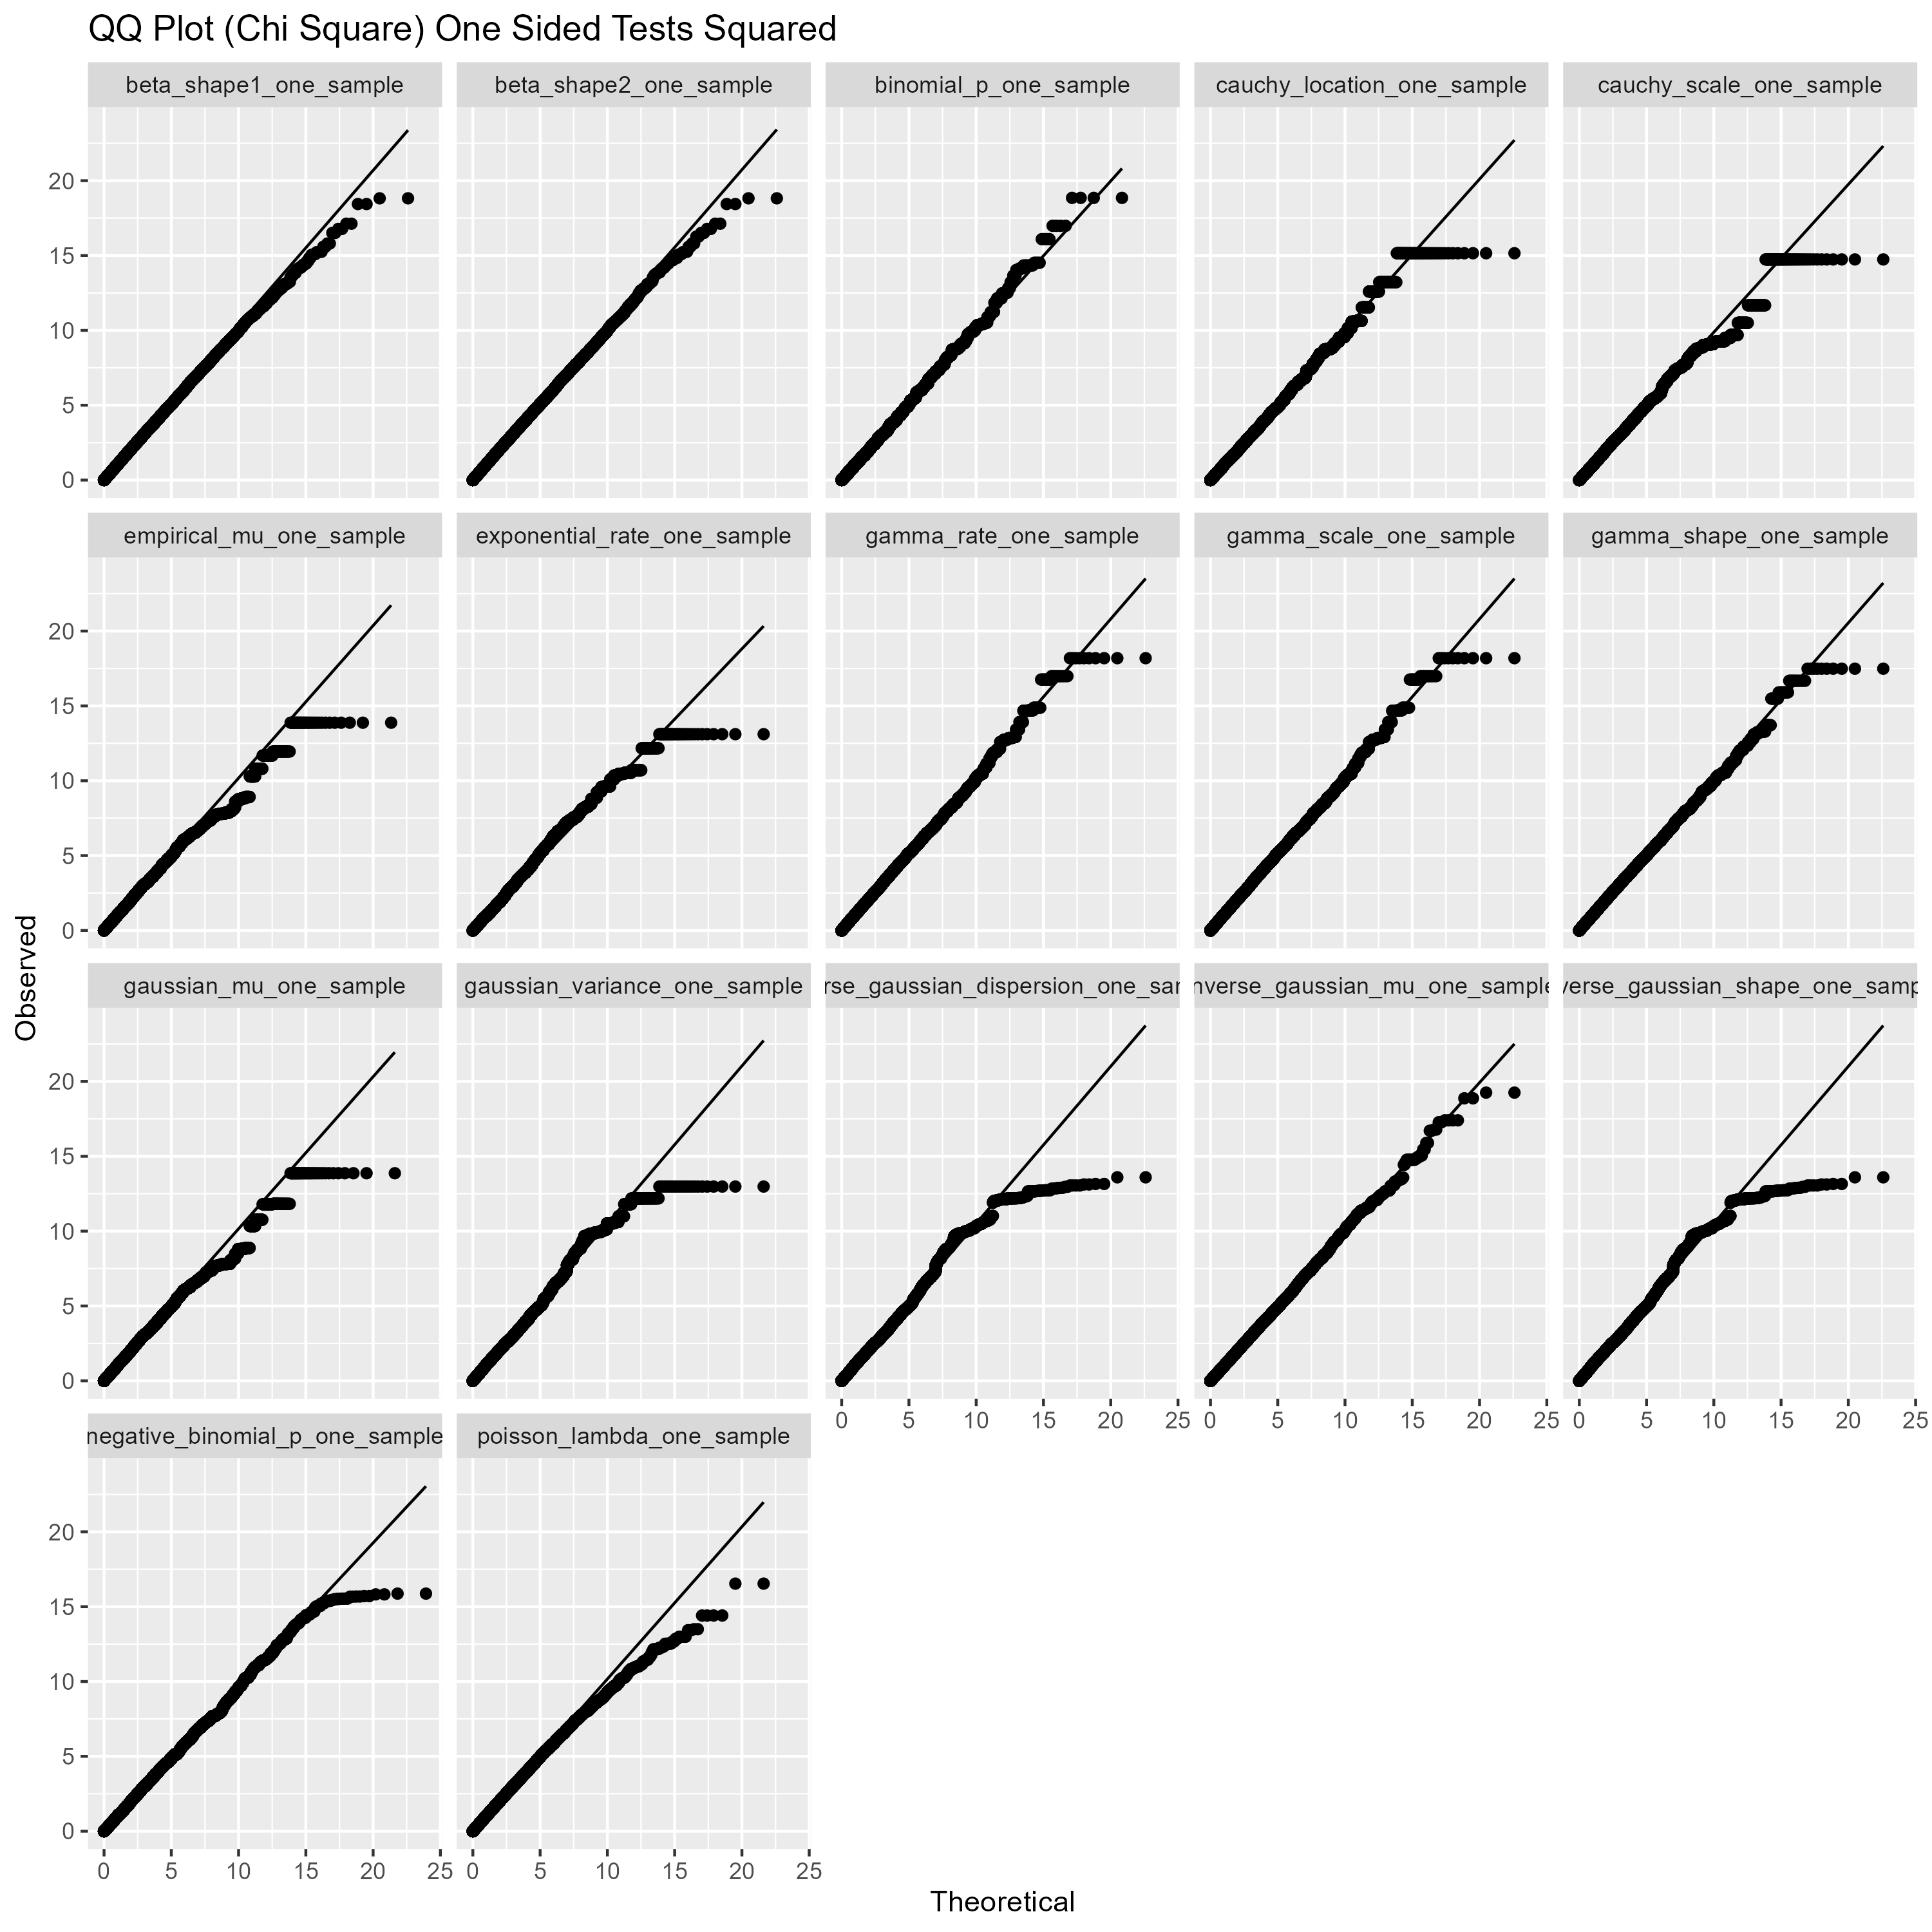 QQ Plot (Chi Square) One Sided Tests Squared
beta_shape1_one_sample beta_shape2_one_sample binomial_p_one_sample cauchy_location_one_sample cauchy_scale_one_sample
20
15
10
5
0
empirical_mu_one_sample exponential_rate_one_sample gamma_rate_one_sample gamma_scale_one_sample gamma_shape_one_sample
20
15
10
5
0
Observed
gaussian_mu_one_sample gaussian_variance_one_sample rse_gaussian_dispersion_one_sar nverse_gaussian_mu_one_sample verse_gaussian_shape_one_samp
20
15
10
5
0
0 5 10 15 20 25 0 5 10 15 20 25 0 5 10 15 20 25
negative_binomial_p_one_sample poisson_lambda_one_sample
20
15
10
5
0
0 5 10 15 20 25 0 5 10 15 20 25
Theoretical